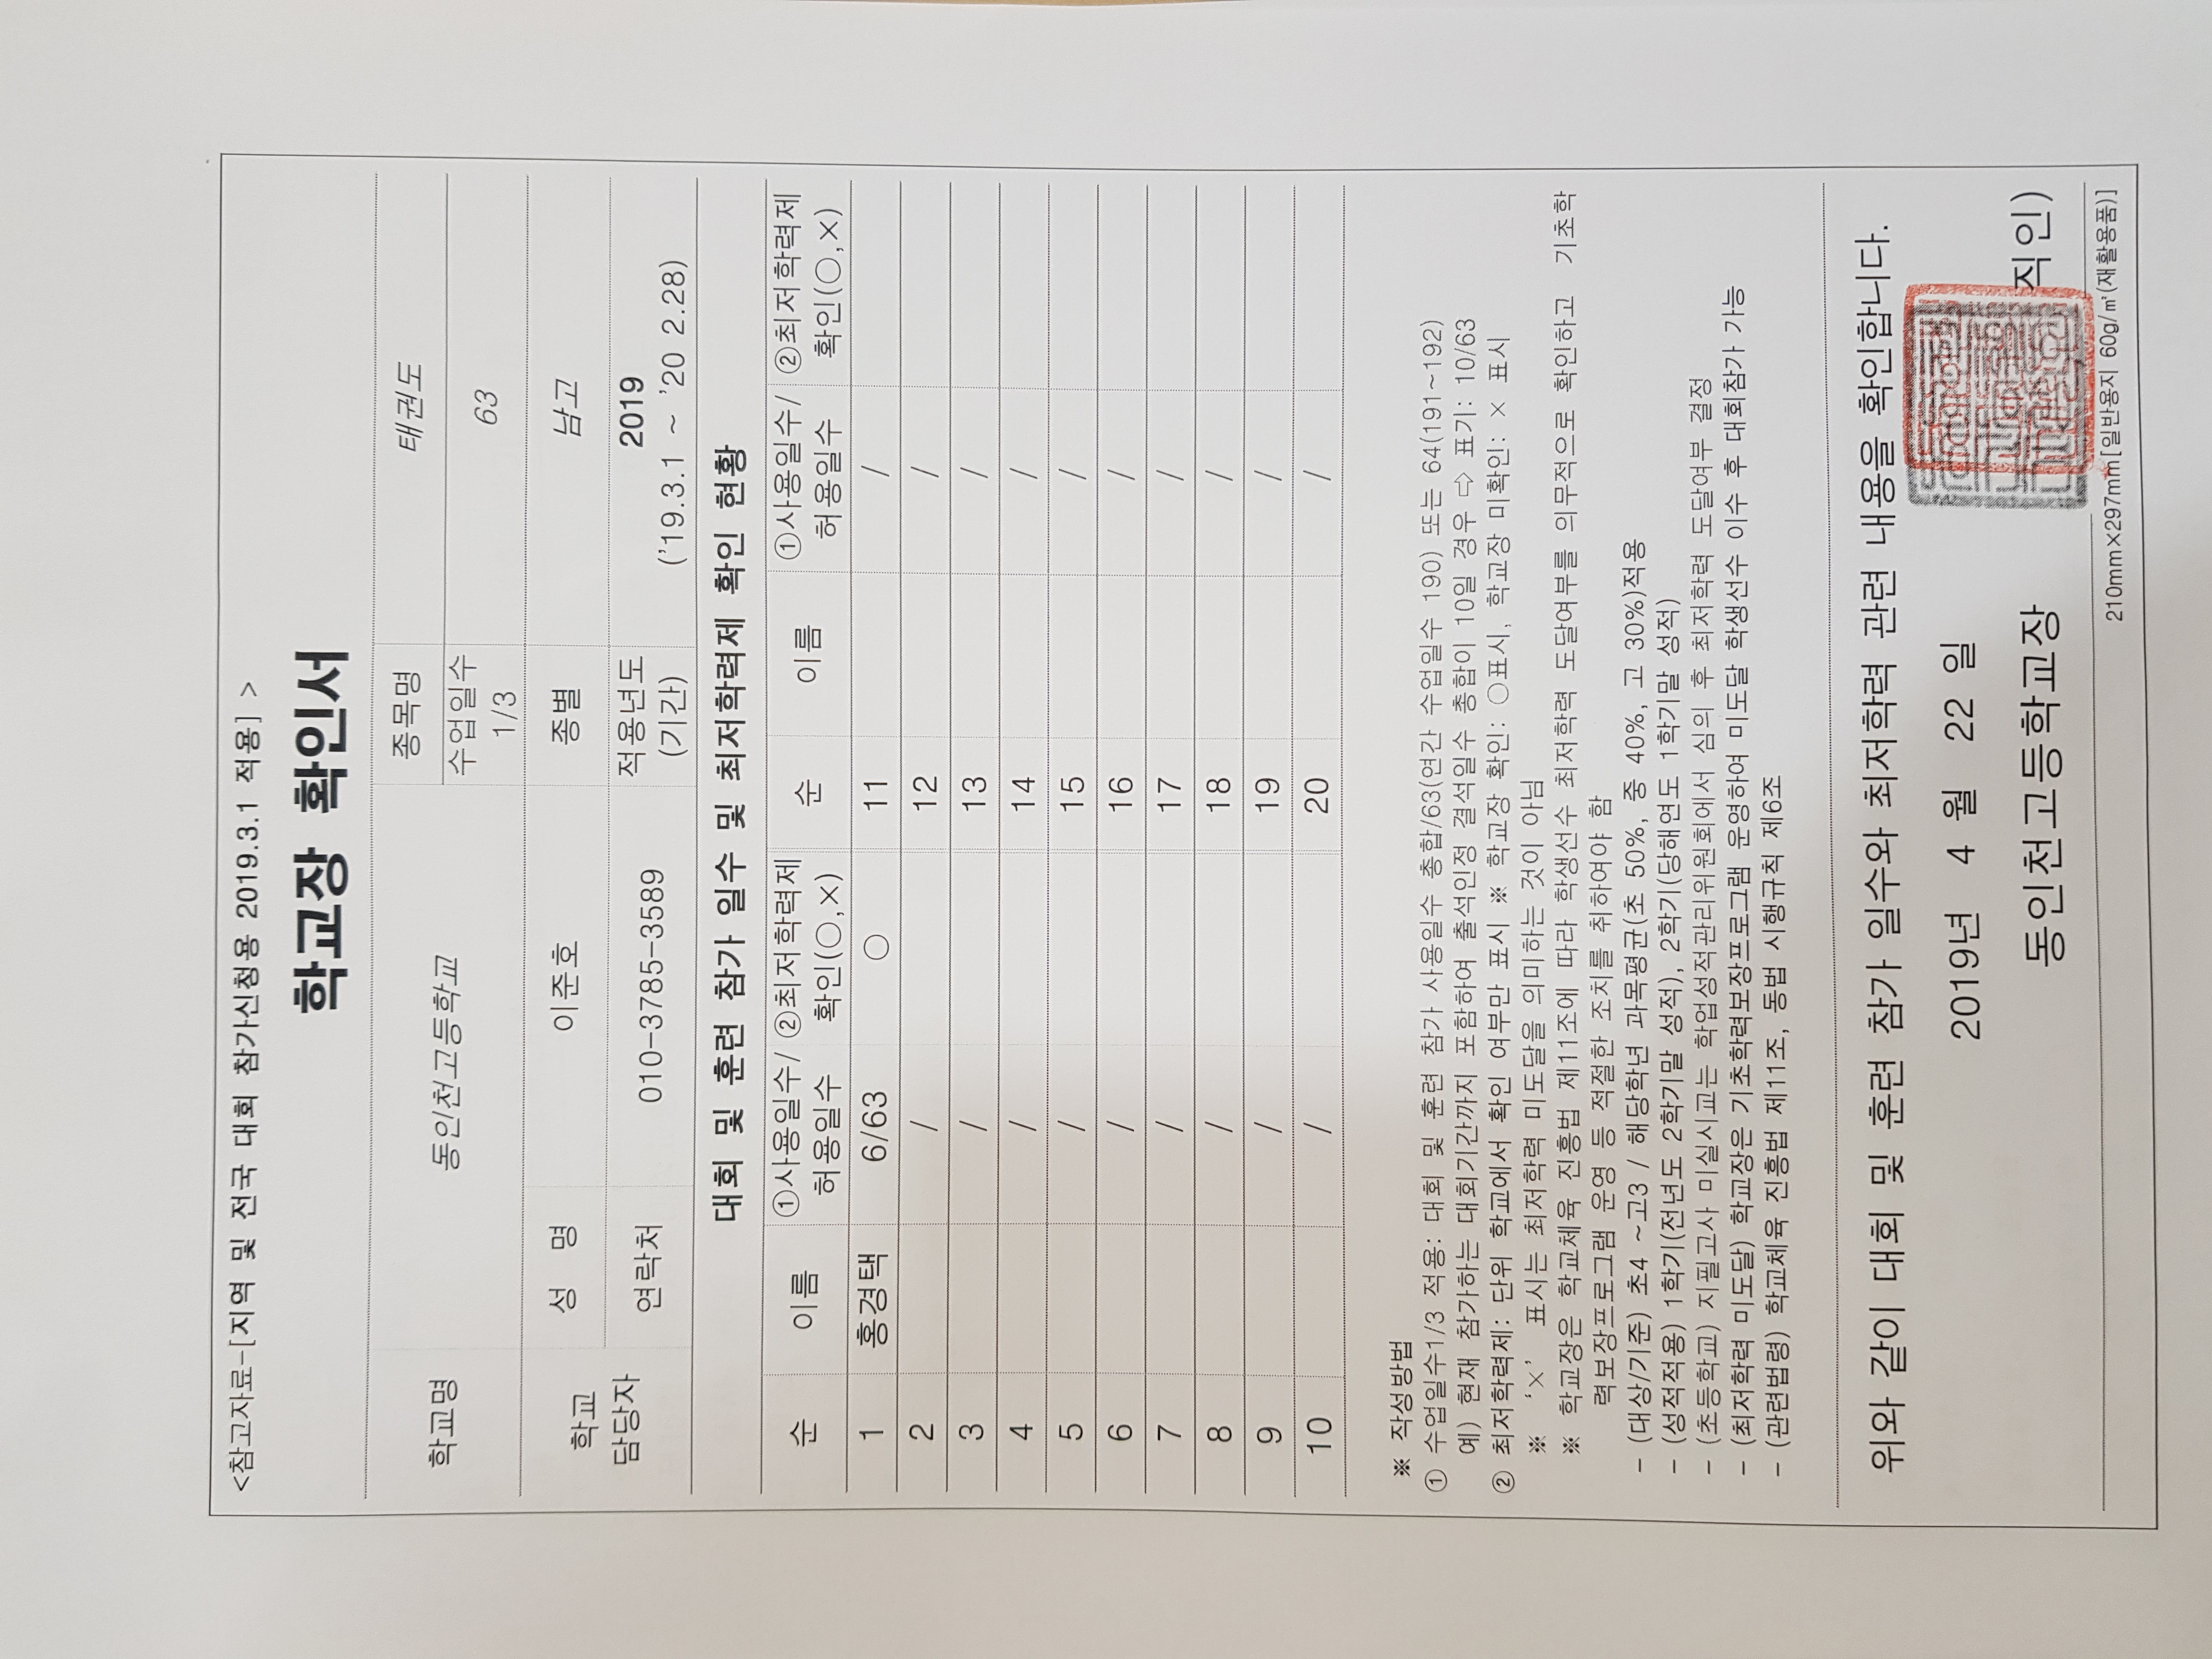 <참고자료-[지역 및 전국 대회 참가신청용 2019.3.1 적용] >
학교장 확인서
학교명 동인천고등학교 종목명 태권도
수업일수 1/3 63
학교 담당자 성 명 이준호 종별 남고
연락처 010-3785-3589 적용년도 (기간) 2019 ('19.3.1 ~ '20 2.28)
대회 및 훈련 참가 일수 및 최저학력제 확인 현황
순 이름 ①사용일수/허용일수 ②최저학력제 확인(○,×) 순 이름 ①사용일수/허용일수 ②최저학력제 확인(○,×)
1 홍경택 6/63 ○ 11 /
2 / 12 /
3 / 13 /
4 / 14 /
5 / 15 /
6 / 16 /
7 / 17 /
8 / 18 /
9 / 19 /
10 / 20 /
※ 작성방법
① 수업일수1/3 적용: 대회 및 훈련 참가 사용일수 총합/63(연간 수업일수 190) 또는 64(191~192)
예) 현재 참가하는 대회기간까지 포함하여 출석인정 결석일수 총합이 10일 경우 ⇨ 표기: 10/63
② 최저학력제: 단위 학교에서 확인 여부만 표시 ※ 학교장 확인: ○표시, 학교장 미확인: × 표시
※ '×' 표시는 최저학력 미도달을 의미하는 것이 아님
※ 학교장은 학교체육 진흥법 제11조에 따라 학생선수 최저학력 도달여부를 의무적으로 확인하고 기초학
력보장프로그램 운영 등 적절한 조치를 취하여야 함
- (대상/기준) 초4 ~고3 / 해당학년 과목평균(초 50%, 중 40%, 고 30%)적용
- (성적적용) 1학기(전년도 2학기말 성적), 2학기(당해연도 1학기말 성적)
- (초등학교) 지필고사 미실시교는 학업성적관리위원회에서 심의 후 최저학력 도달여부 결정
- (최저학력 미도달) 학교장은 기초학력보장프로그램 운영하여 미도달 학생선수 이수 후 대회참가 가능
- (관련법령) 학교체육 진흥법 제11조, 동법 시행규칙 제6조
위와 같이 대회 및 훈련 참가 일수와 최저학력 관련 내용을 확인합니다.
2019년 4 월 22 일
동인천고등학교장 직인)
210mm×297mm[일반용지 60g/㎡(재활용품)]